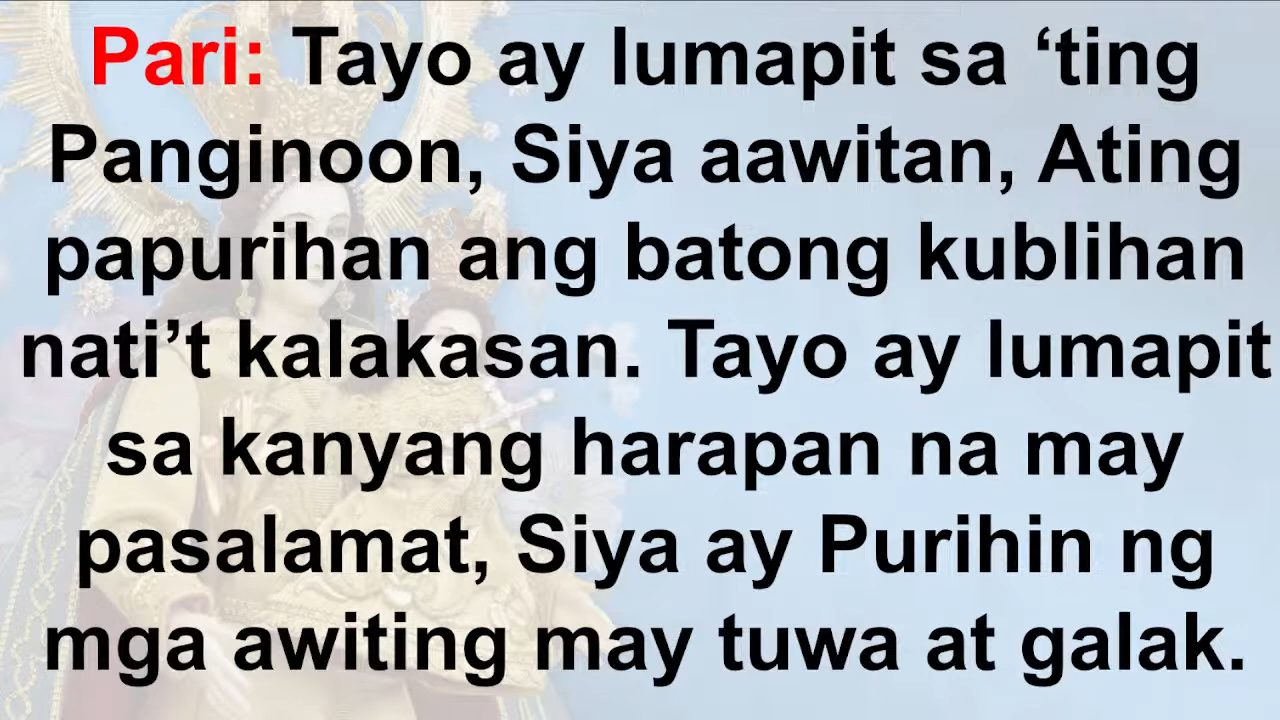 Pari: Tayo ay lumapit sa ‘ting
Panginoon, Siya aawitan, Ating
papurihan ang batong kublihan
nati’t kalakasan. Tayo ay lumapit
sa kanyang harapan na may
pasalamat, Siya ay Purihin ng
mga awiting may tuwa at galak.